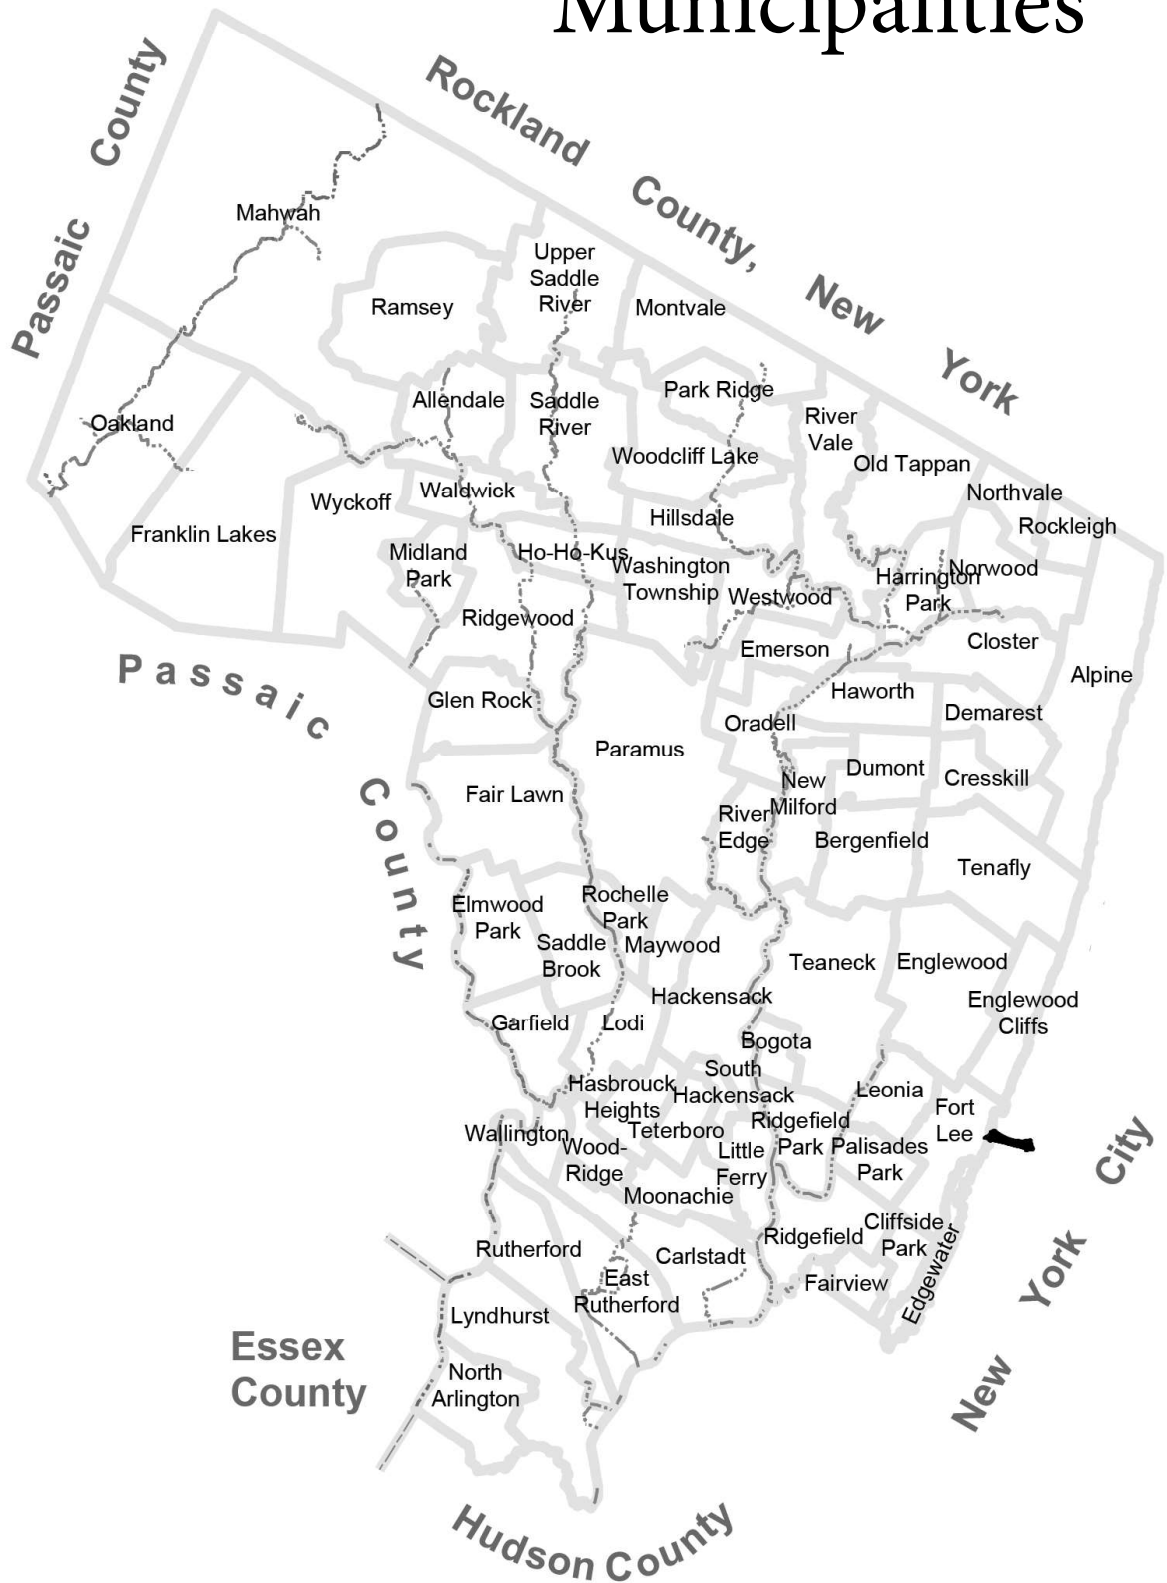 Municipalities
Passaic County
Rockland County, New York
Mahwah
Upper
Saddle
River
Ramsey
Montvale
Park Ridge
Allendale
Saddle
River
River
Vale
Oakland
Woodcliff Lake
Old Tappan
Waldwick
Northvale
Wyckoff
Hillsdale
Rockleigh
Franklin Lakes
Midland
Park
Ho-Ho-Kus
Washington
Township
Norwood
Harrington
Park
Westwood
Ridgewood
Emerson
Closter
Alpine
Passaic County
Glen Rock
Haworth
Oradell
Demarest
Paramus
Dumont
Cresskill
New
Milford
Fair Lawn
River
Edge
Bergenfield
Tenafly
Elmwood
Park
Rochelle
Park
Saddle
Brook
Maywood
Teaneck
Englewood
Hackensack
Englewood
Cliffs
Garfield
Lodi
Bogota
South
Hackensack
Hasbrouck
Heights
Leonia
Fort
Lee
Ridgefield
Park
Wallington
Teterboro
Wood-
Ridge
Little
Ferry
Palisades
Park
Moonachie
New York City
Cliffside
Park
Ridgefield
Rutherford
Carlstadt
Edgewater
East
Rutherford
Fairview
Lyndhurst
Essex
County
North
Arlington
Hudson County